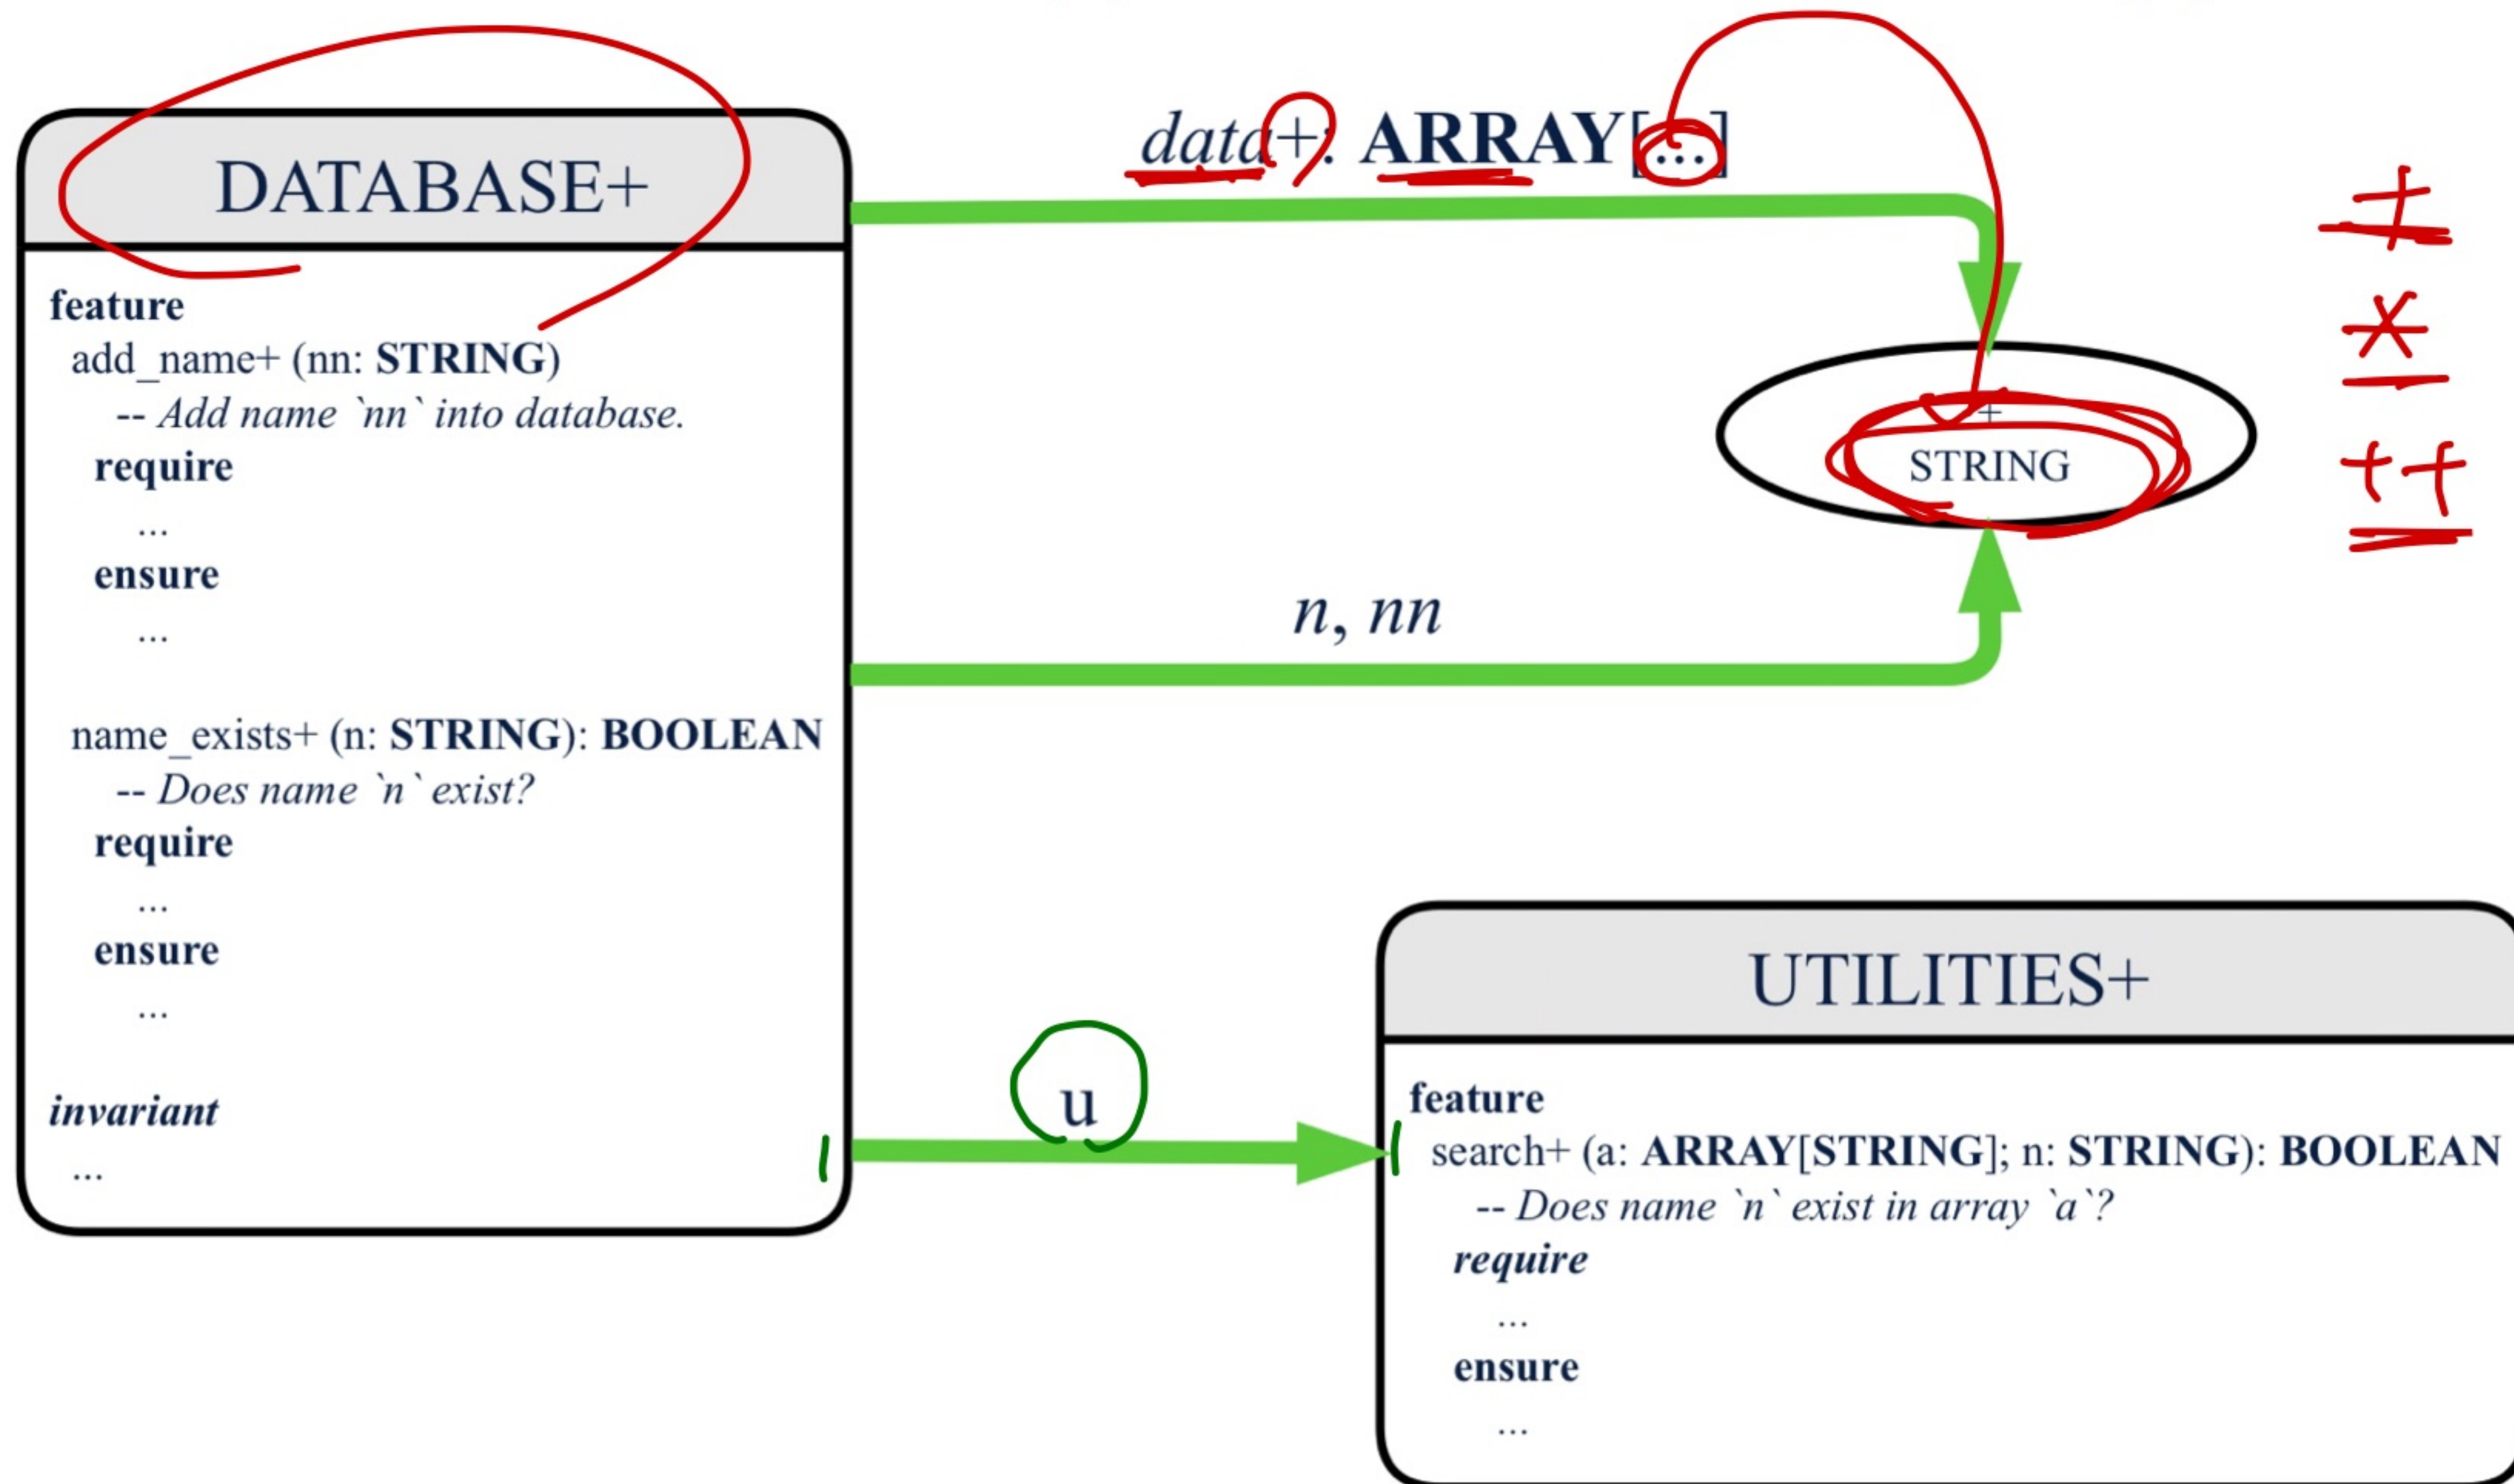 DATABASE+
feature
add_name+ (nn: STRING)
-- Add name `nn` into database.
require
...
ensure
...
name_exists+ (n: STRING): BOOLEAN
-- Does name `n` exist?
require
...
ensure
...
invariant
...
data+: ARRAY[...]
+
STRING
n, nn
u
UTILITIES+
feature
search+ (a: ARRAY[STRING]; n: STRING): BOOLEAN
-- Does name `n` exist in array `a`?
require
...
ensure
...
+
*
++